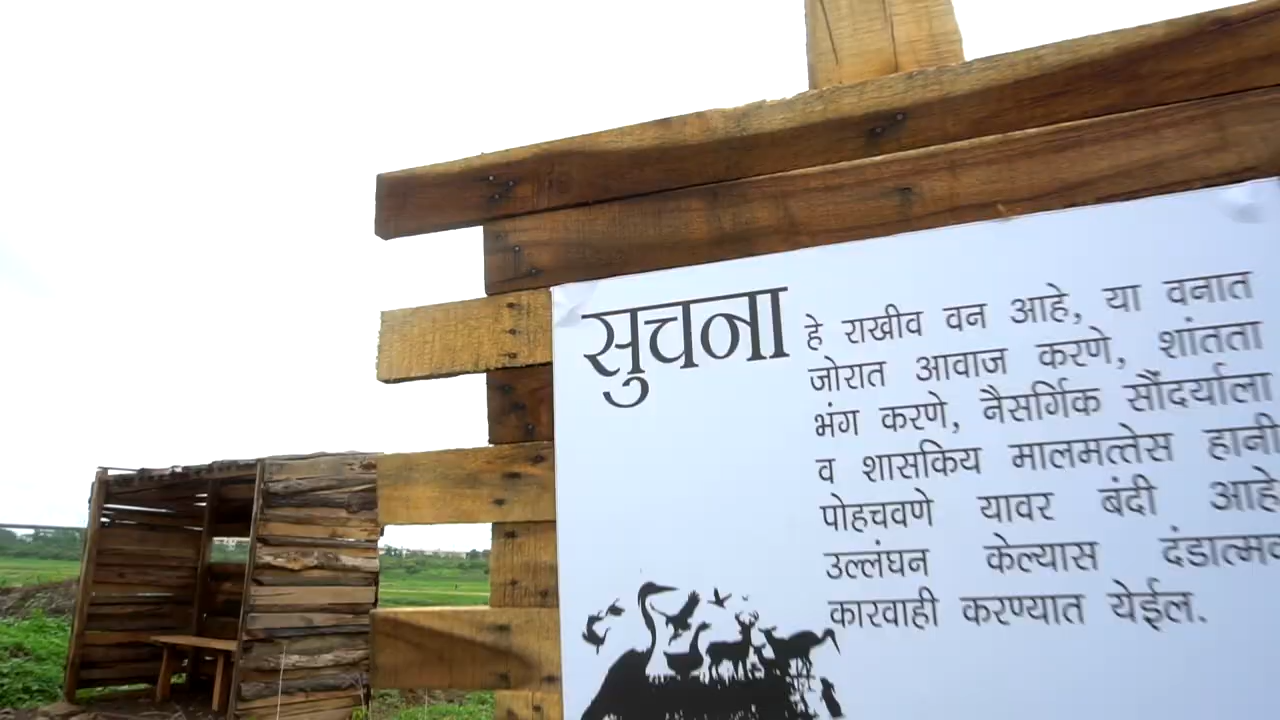 सुचना
हे राखीव वन आहे, या वनात
जोरात आवाज करणे, शांतता
भंग करणे, नैसर्गिक सौंदर्याला
व शासकिय मालमत्तेस हानी
पोहचवणे यावर बंदी आहे
उल्लंघन केल्यास
कारवाही करण्यात येईल.